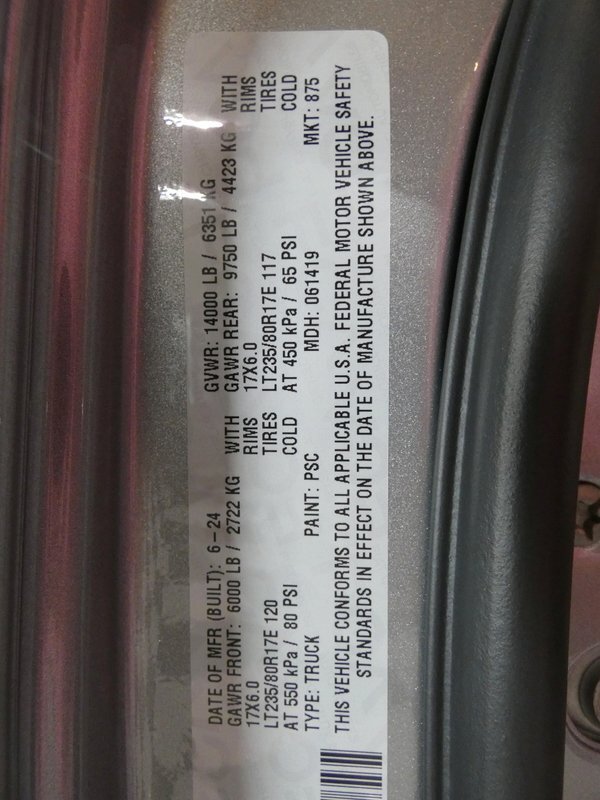 DATE OF MFR (BUILT): 6-24 GVWR: 14000 LB / 6351 KG
GAWR FRONT: 6000 LB / 2722 KG WITH GAWR REAR: 9750 LB / 4423 KG WITH
17X6.0 RIMS 17X6.0 RIMS
LT235/80R17E 120 TIRES LT235/80R17E 117 TIRES
AT 550 kPa / 80 PSI COLD AT 450 kPa / 65 PSI COLD
TYPE: TRUCK PAINT: PSC MDH: 061419 MKT: 875
THIS VEHICLE CONFORMS TO ALL APPLICABLE U.S.A. FEDERAL MOTOR VEHICLE SAFETY
STANDARDS IN EFFECT ON THE DATE OF MANUFACTURE SHOWN ABOVE.